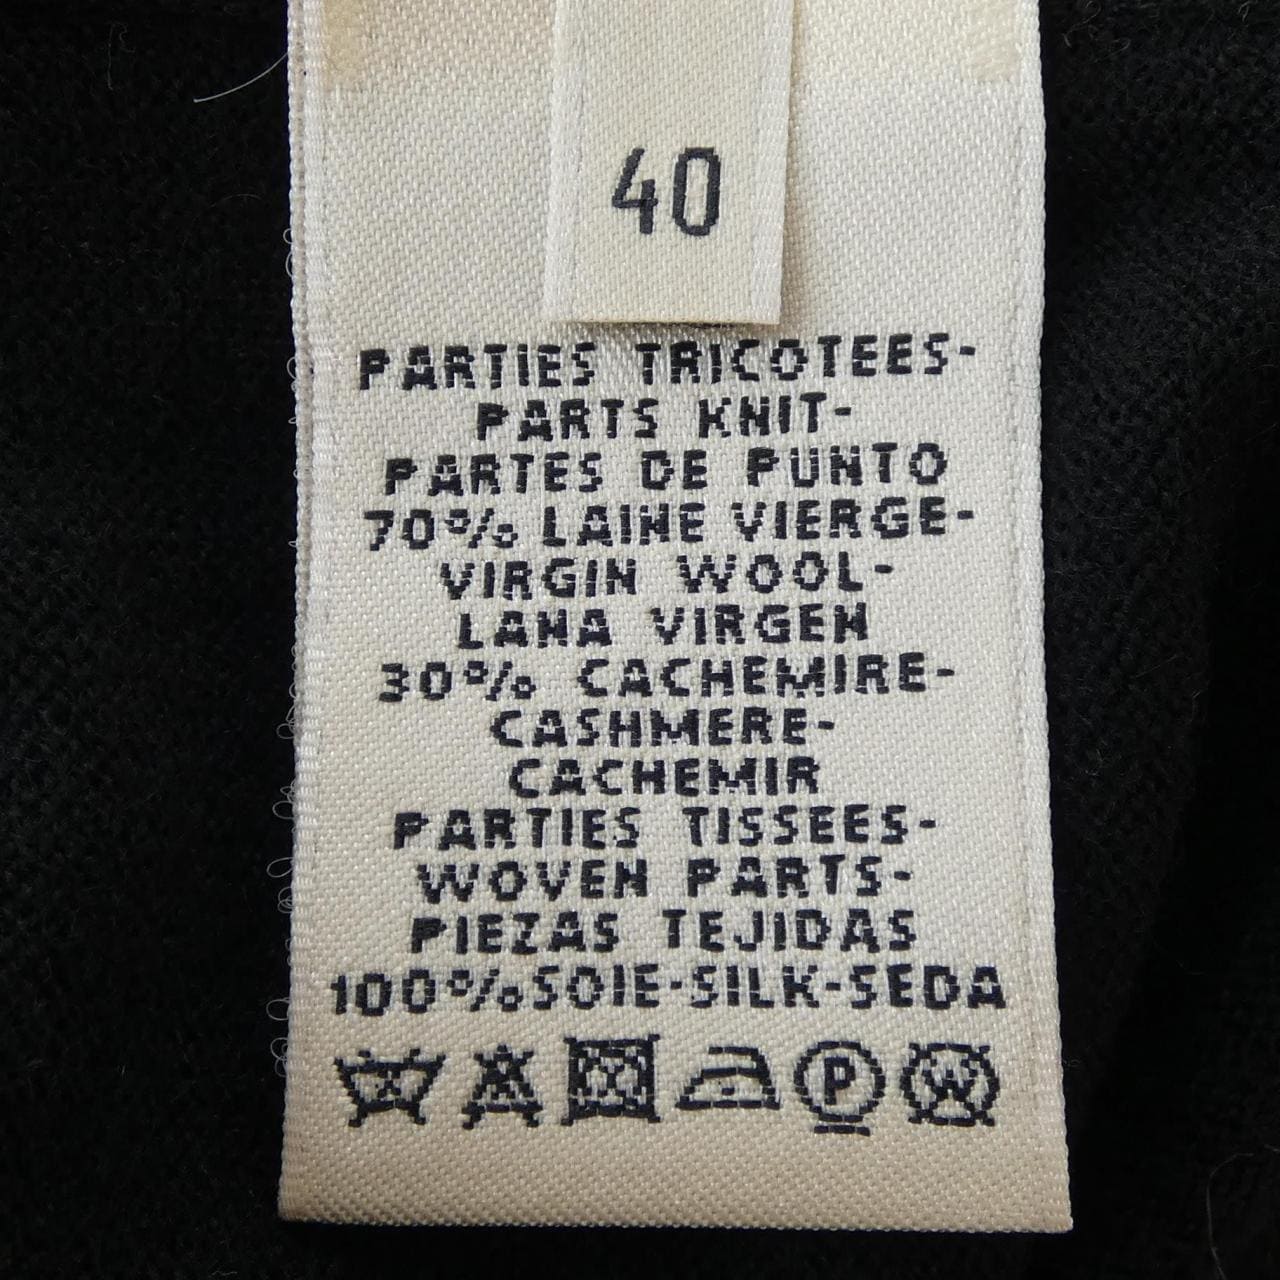 40
PARTIES TRICOTEES-
PARTS KNIT-
PARTES DE PUNTO
70% LAINE VIERGE-
VIRGIN WOOL-
LANA VIRGEN
30% CACHEMIRE-
CASHMERE-
CACHEMIR
PARTIES TISSEES-
WOVEN PARTS-
PIEZAS TEJIDAS
100% SOIE-SILK-SEDA
P W